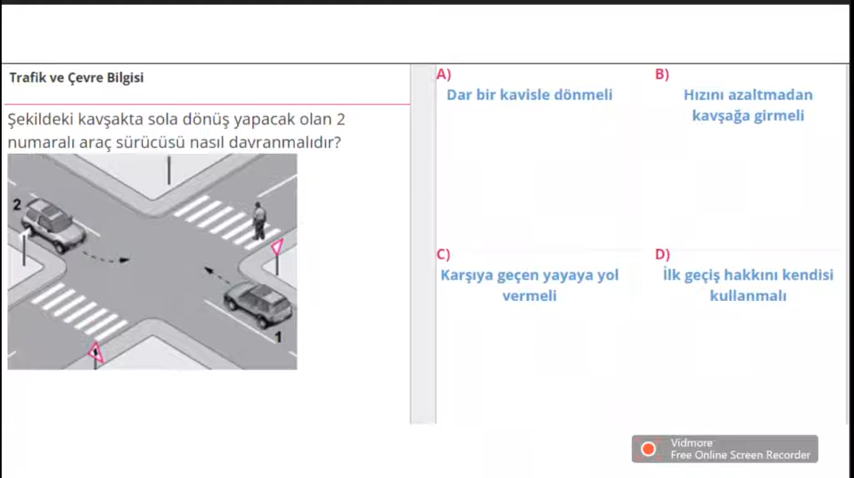 Trafik ve Çevre Bilgisi
Şekildeki kavşakta sola dönüş yapacak olan 2
numaralı araç sürücüsü nasıl davranmalıdır?
2
1
A)
Dar bir kavisle dönmeli
B)
Hızını azaltmadan
kavşağa girmeli
C)
Karşıya geçen yayaya yol
vermeli
D)
İlk geçiş hakkını kendisi
kullanmalı
Vidmore
Free Online Screen Recorder